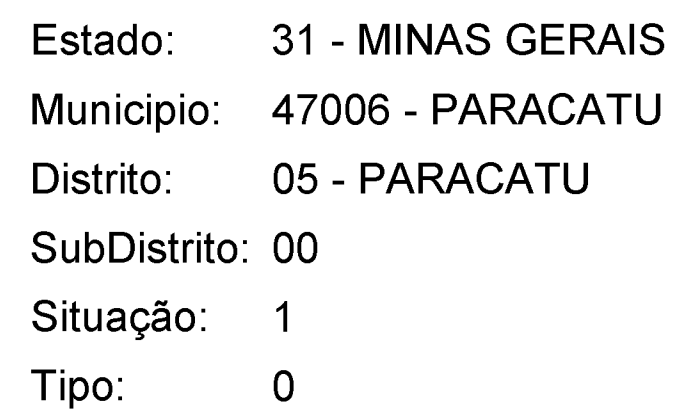 Estado: 31 - MINAS GERAIS
Municipio: 47006 - PARACATU
Distrito: 05 - PARACATU
SubDistrito: 00
Situação: 1
Tipo: 0